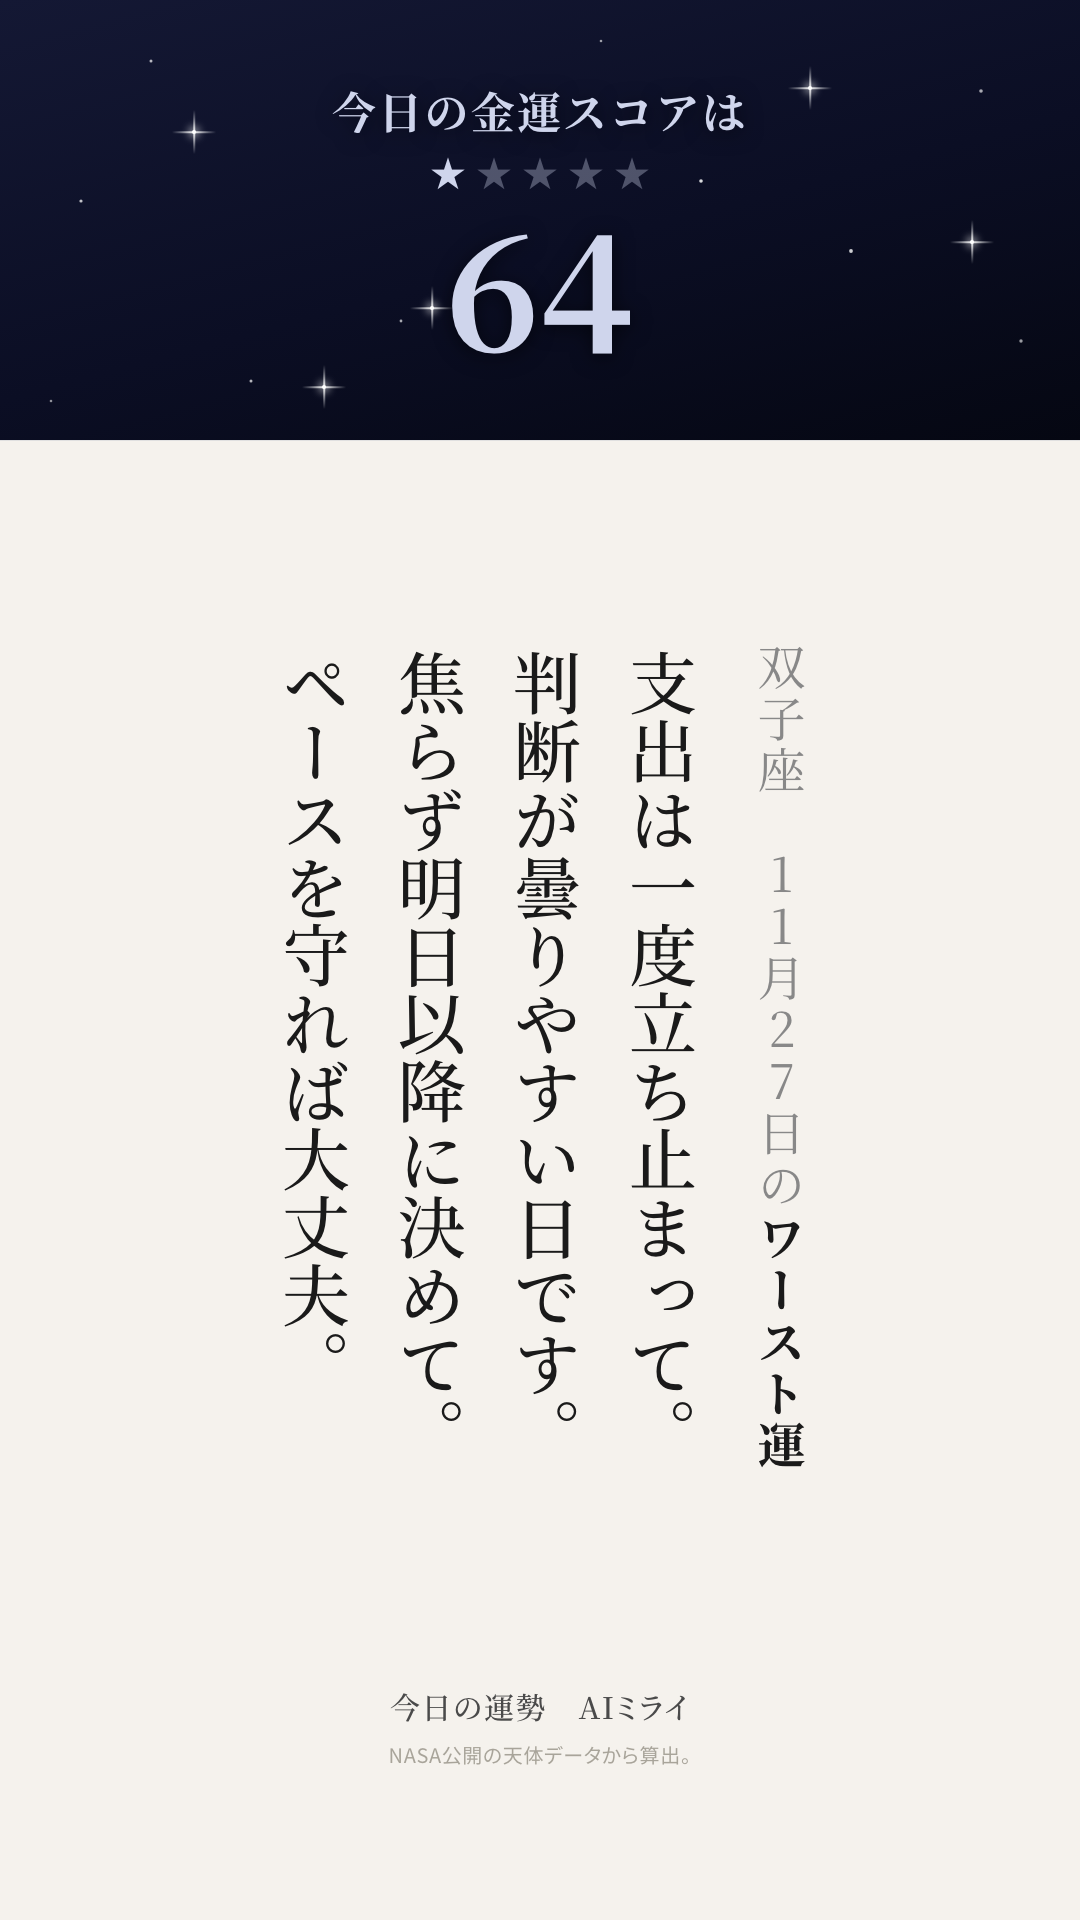 今日の金運スコアは
★★★★★
64
双子座　11月27日のワースト運
支出は一度立ち止まって。
判断が曇りやすい日です。
焦らず明日以降に決めて。
ペースを守れば大丈夫。
今日の運勢　AIミライ
NASA公開の天体データから算出。